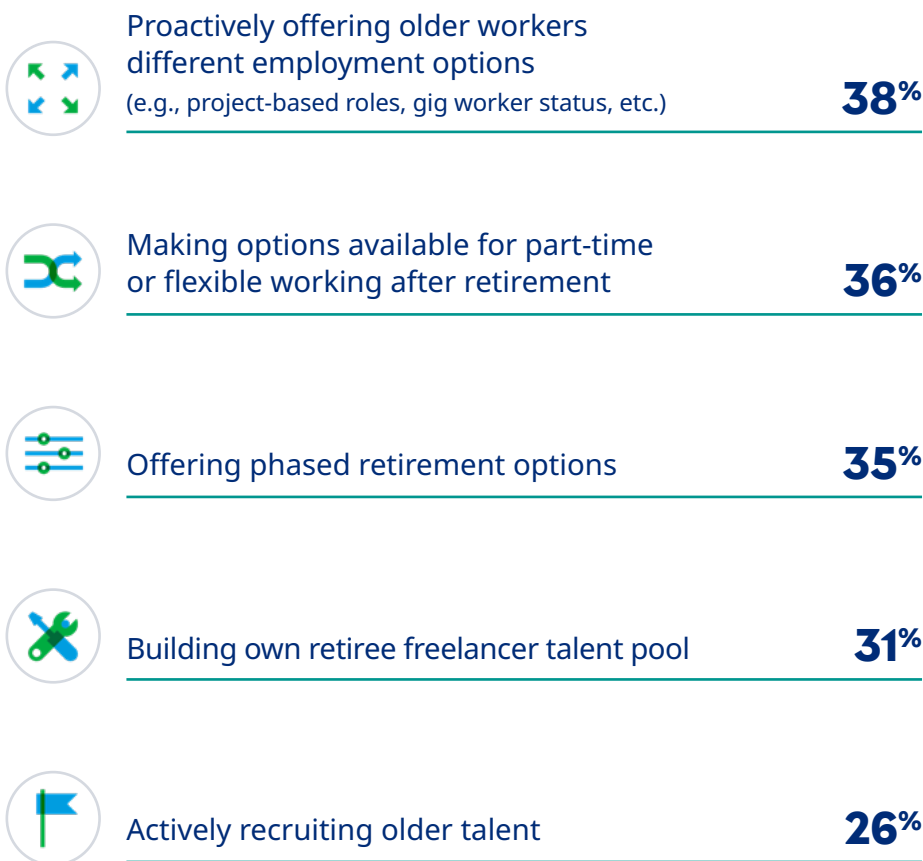 Proactively offering older workers
different employment options
(e.g., project-based roles, gig worker status, etc.)
38%
Making options available for part-time
or flexible working after retirement
36%
Offering phased retirement options
35%
Building own retiree freelancer talent pool
31%
Actively recruiting older talent
26%